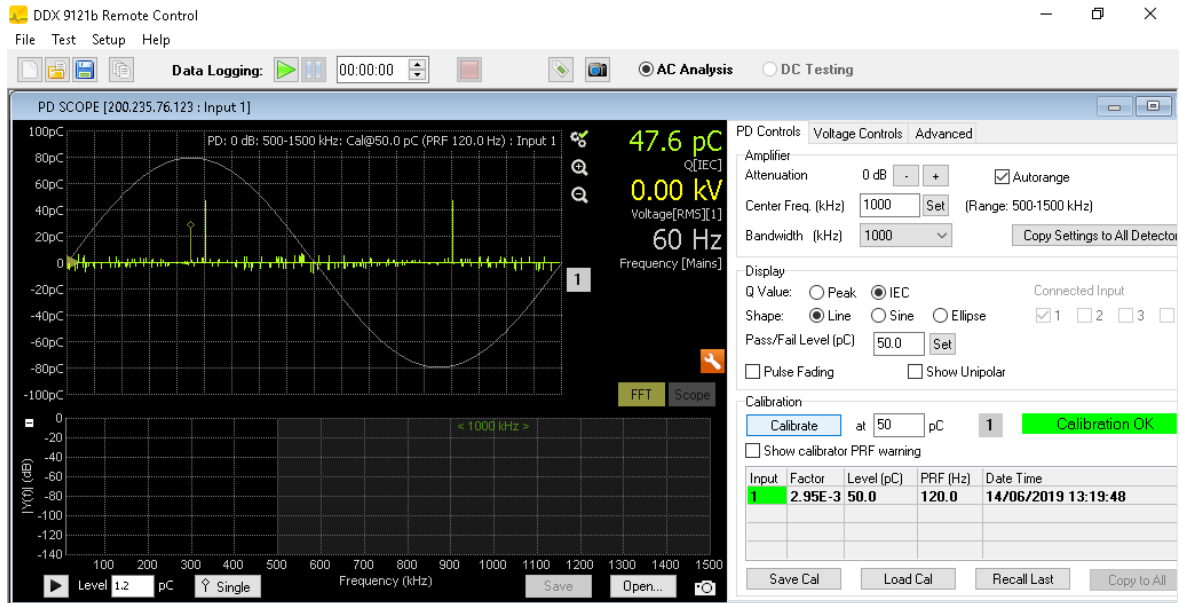 DDX 9121b Remote Control
File Test Setup Help
Data Logging: 00:00:00 AC Analysis DC Testing
PD SCOPE [200.235.76.123 : Input 1]
100pC
80pC
60pC
40pC
20pC
0
-20pC
-40pC
-60pC
-80pC
-100pC
PD: 0 dB: 500-1500 kHz: Cal@50.0 pC (PRF 120.0 Hz) : Input 1
1
47.6 pC
Q[IEC]
0.00 kV
Voltage[RMS][1]
60 Hz
Frequency [Mains]
FFT Scope
0
-20
-40
-60
-80
-100
-120
-140
|Y(f)| (dB)
< 1000 kHz >
100 200 300 400 500 600 700 800 900 1000 1100 1200 1300 1400 1500
Frequency (kHz)
Level 1.2 pC Single Save Open...
PD Controls Voltage Controls Advanced
Amplifier
Attenuation 0 dB - + Autorange
Center Freq. (kHz) 1000 Set (Range: 500-1500 kHz)
Bandwidth (kHz) 1000 Copy Settings to All Detector
Display
Q Value: Peak IEC Connected Input
Shape: Line Sine Ellipse 1 2 3
Pass/Fail Level (pC) 50.0 Set
Pulse Fading Show Unipolar
Calibration
Calibrate at 50 pC 1 Calibration OK
Show calibrator PRF warning
Input Factor Level (pC) PRF (Hz) Date Time
1 2.95E-3 50.0 120.0 14/06/2019 13:19:48
Save Cal Load Cal Recall Last Copy to All